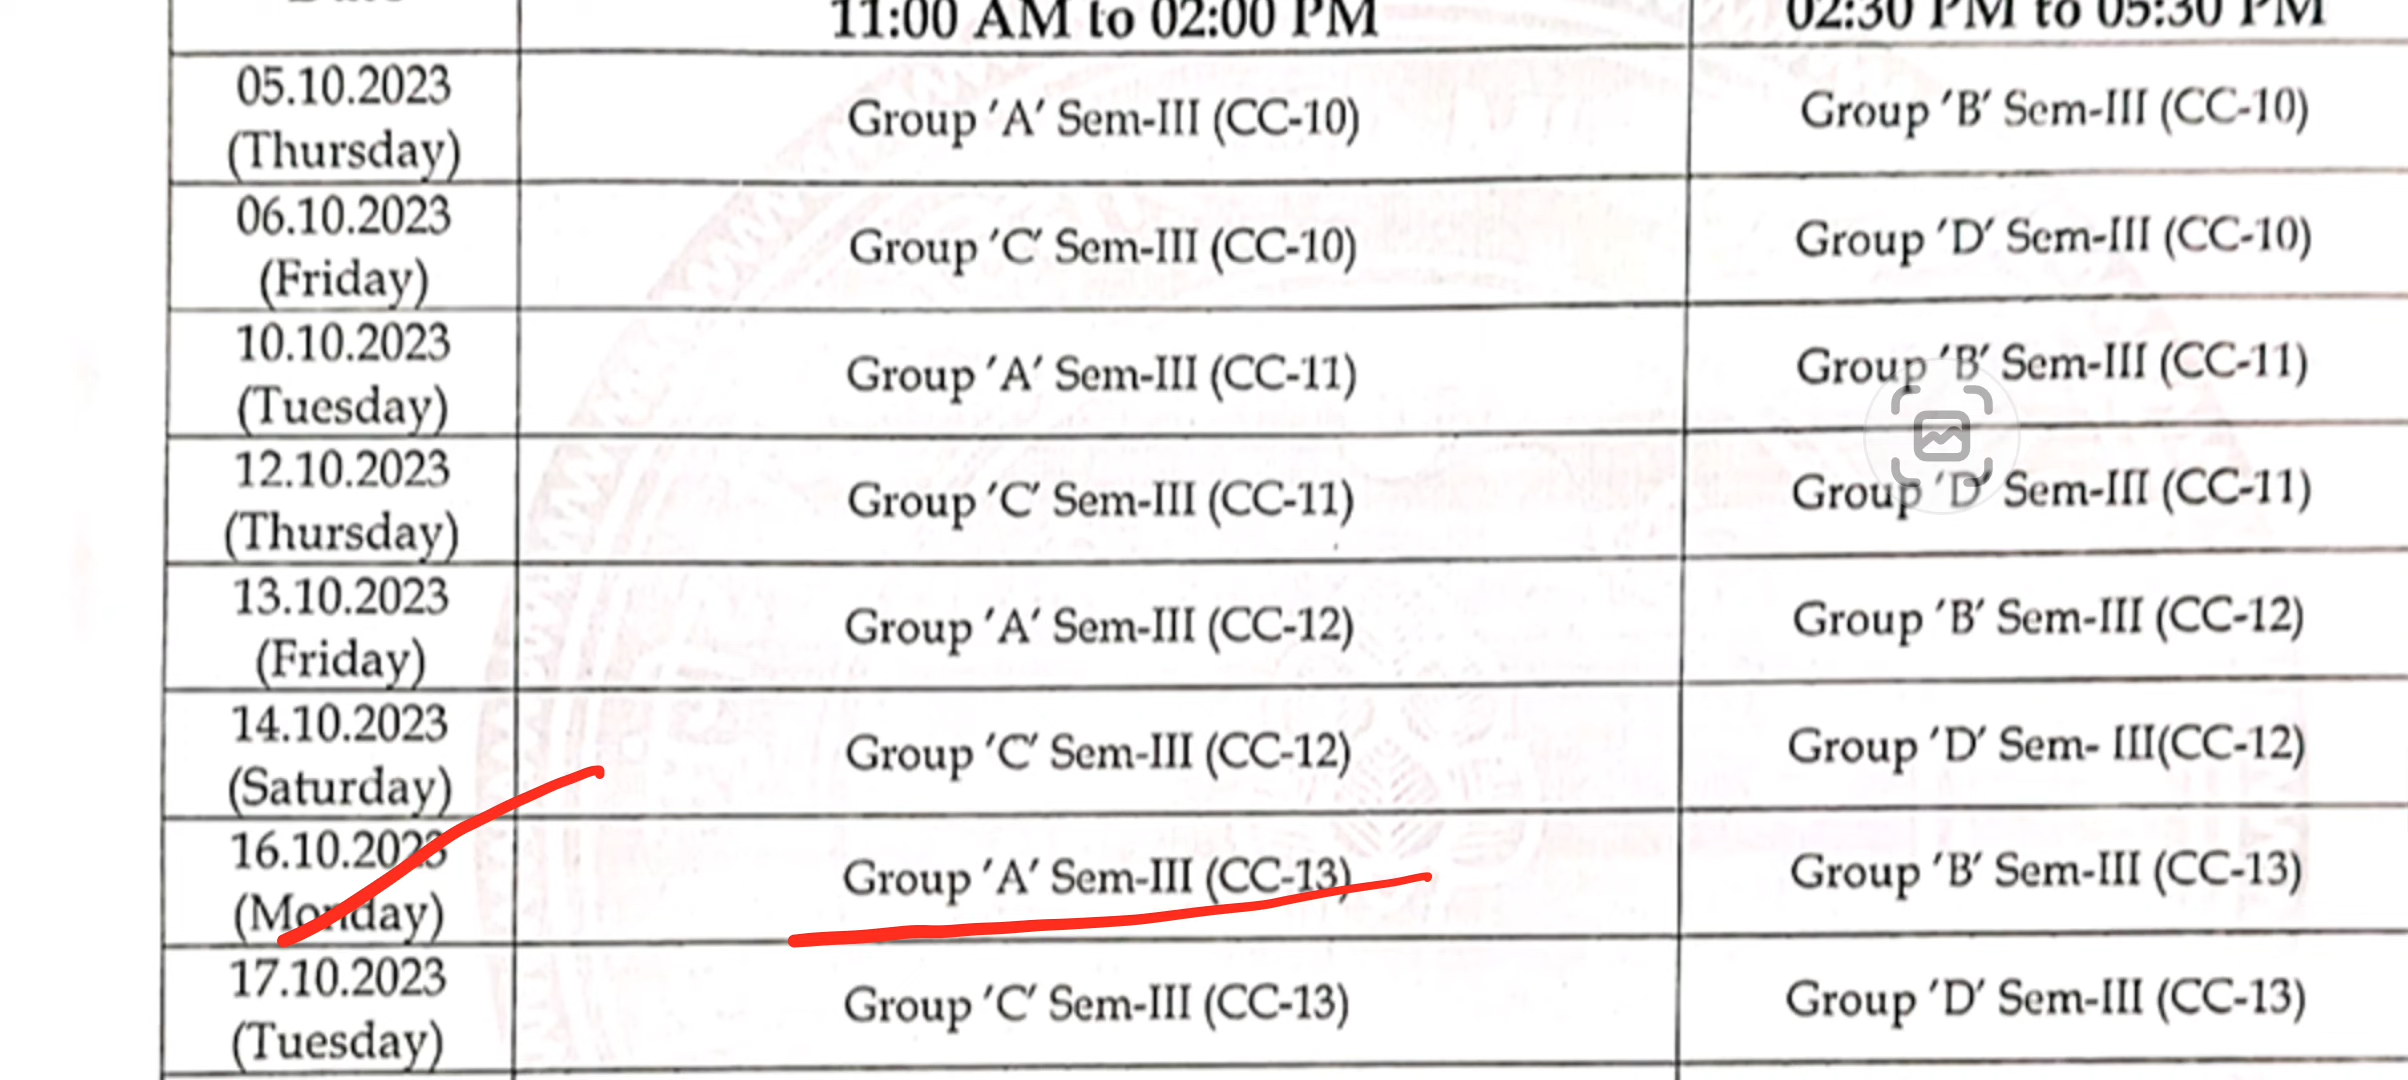 11:00 AM to 02:00 PM
02:30 PM to 05:30 PM
05.10.2023
(Thursday)
Group 'A' Sem-III (CC-10)
Group 'B' Sem-III (CC-10)
06.10.2023
(Friday)
Group 'C' Sem-III (CC-10)
Group 'D' Sem-III (CC-10)
10.10.2023
(Tuesday)
Group 'A' Sem-III (CC-11)
Group 'B' Sem-III (CC-11)
12.10.2023
(Thursday)
Group 'C' Sem-III (CC-11)
Group 'D' Sem-III (CC-11)
13.10.2023
(Friday)
Group 'A' Sem-III (CC-12)
Group 'B' Sem-III (CC-12)
14.10.2023
(Saturday)
Group 'C' Sem-III (CC-12)
Group 'D' Sem- III(CC-12)
16.10.2023
(Monday)
Group 'A' Sem-III (CC-13)
Group 'B' Sem-III (CC-13)
17.10.2023
(Tuesday)
Group 'C' Sem-III (CC-13)
Group 'D' Sem-III (CC-13)